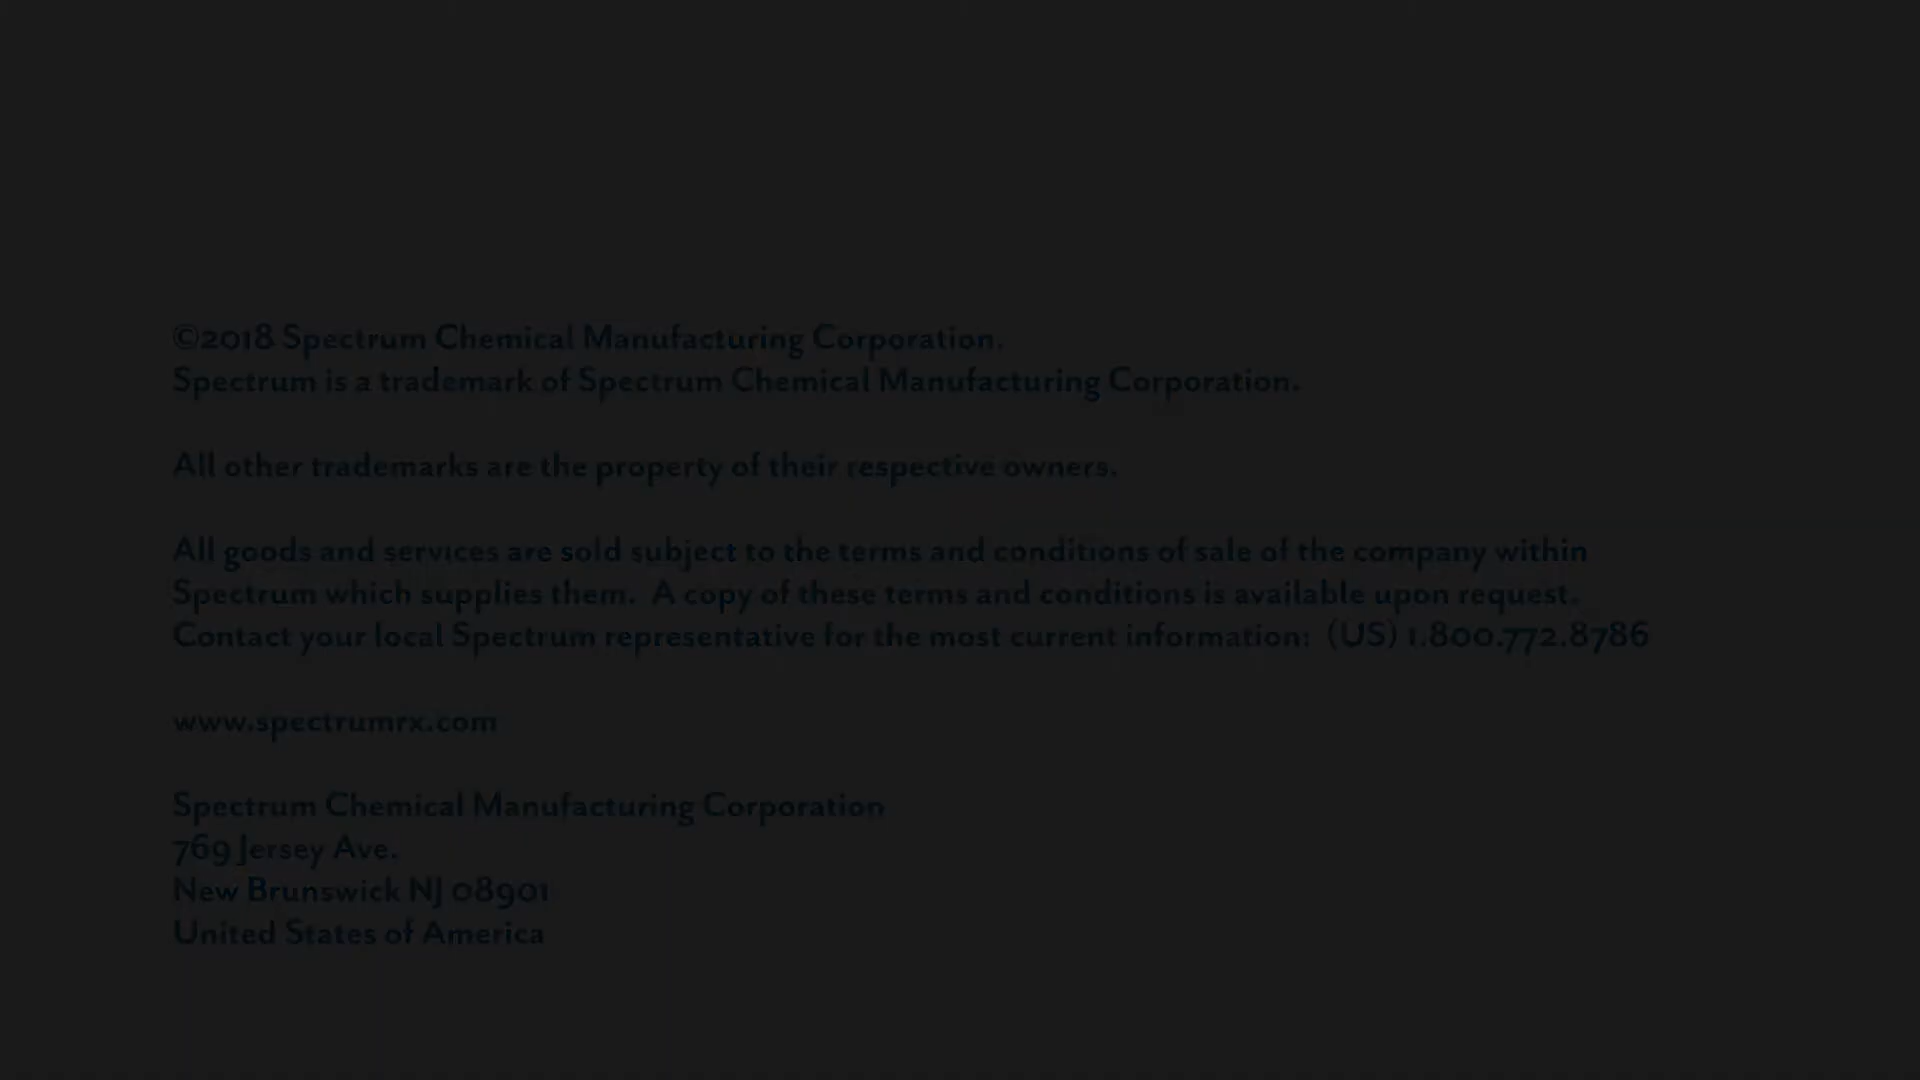 ©2018 Spectrum Chemical Manufacturing Corporation.
Spectrum is a trademark of Spectrum Chemical Manufacturing Corporation.
All other trademarks are the property of their respective owners.
All goods and services are sold subject to the terms and conditions of sale of the company within
Spectrum which supplies them. A copy of these terms and conditions is available upon request.
Contact your local Spectrum representative for the most current information: (US) 1.800.772.8786
www.spectrumrx.com
Spectrum Chemical Manufacturing Corporation
769 Jersey Ave.
New Brunswick NJ 08901
United States of America